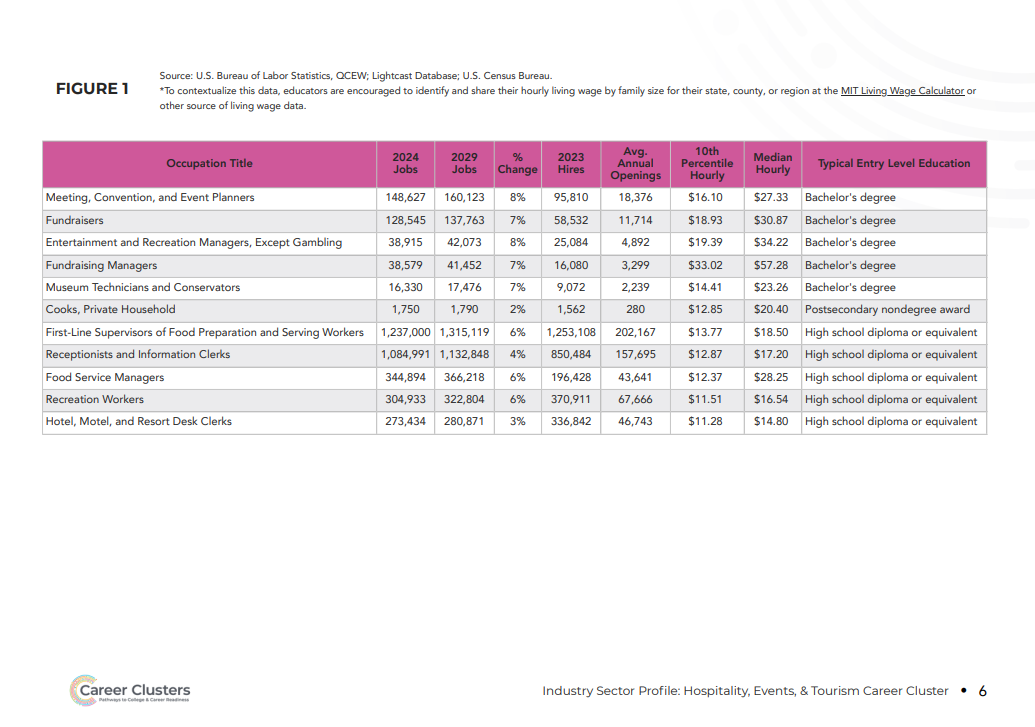 FIGURE 1
Source: U.S. Bureau of Labor Statistics, QCEW; Lightcast Database; U.S. Census Bureau.
*To contextualize this data, educators are encouraged to identify and share their hourly living wage by family size for their state, county, or region at the MIT Living Wage Calculator or
other source of living wage data.
Occupation Title 2024 Jobs 2029 Jobs % Change 2023 Hires Avg. Annual Openings 10th Percentile Hourly Median Hourly Typical Entry Level Education
Meeting, Convention, and Event Planners 148,627 160,123 8% 95,810 18,376 $16.10 $27.33 Bachelor's degree
Fundraisers 128,545 137,763 7% 58,532 11,714 $18.93 $30.87 Bachelor's degree
Entertainment and Recreation Managers, Except Gambling 38,915 42,073 8% 25,084 4,892 $19.39 $34.22 Bachelor's degree
Fundraising Managers 38,579 41,452 7% 16,080 3,299 $33.02 $57.28 Bachelor's degree
Museum Technicians and Conservators 16,330 17,476 7% 9,072 2,239 $14.41 $23.26 Bachelor's degree
Cooks, Private Household 1,750 1,790 2% 1,562 280 $12.85 $20.40 Postsecondary nondegree award
First-Line Supervisors of Food Preparation and Serving Workers 1,237,000 1,315,119 6% 1,253,108 202,167 $13.77 $18.50 High school diploma or equivalent
Receptionists and Information Clerks 1,084,991 1,132,848 4% 850,484 157,695 $12.87 $17.20 High school diploma or equivalent
Food Service Managers 344,894 366,218 6% 196,428 43,641 $12.37 $28.25 High school diploma or equivalent
Recreation Workers 304,933 322,804 6% 370,911 67,666 $11.51 $16.54 High school diploma or equivalent
Hotel, Motel, and Resort Desk Clerks 273,434 280,871 3% 336,842 46,743 $11.28 $14.80 High school diploma or equivalent
Career Clusters
Pathways to College & Career Readiness
Industry Sector Profile: Hospitality, Events, & Tourism Career Cluster • 6